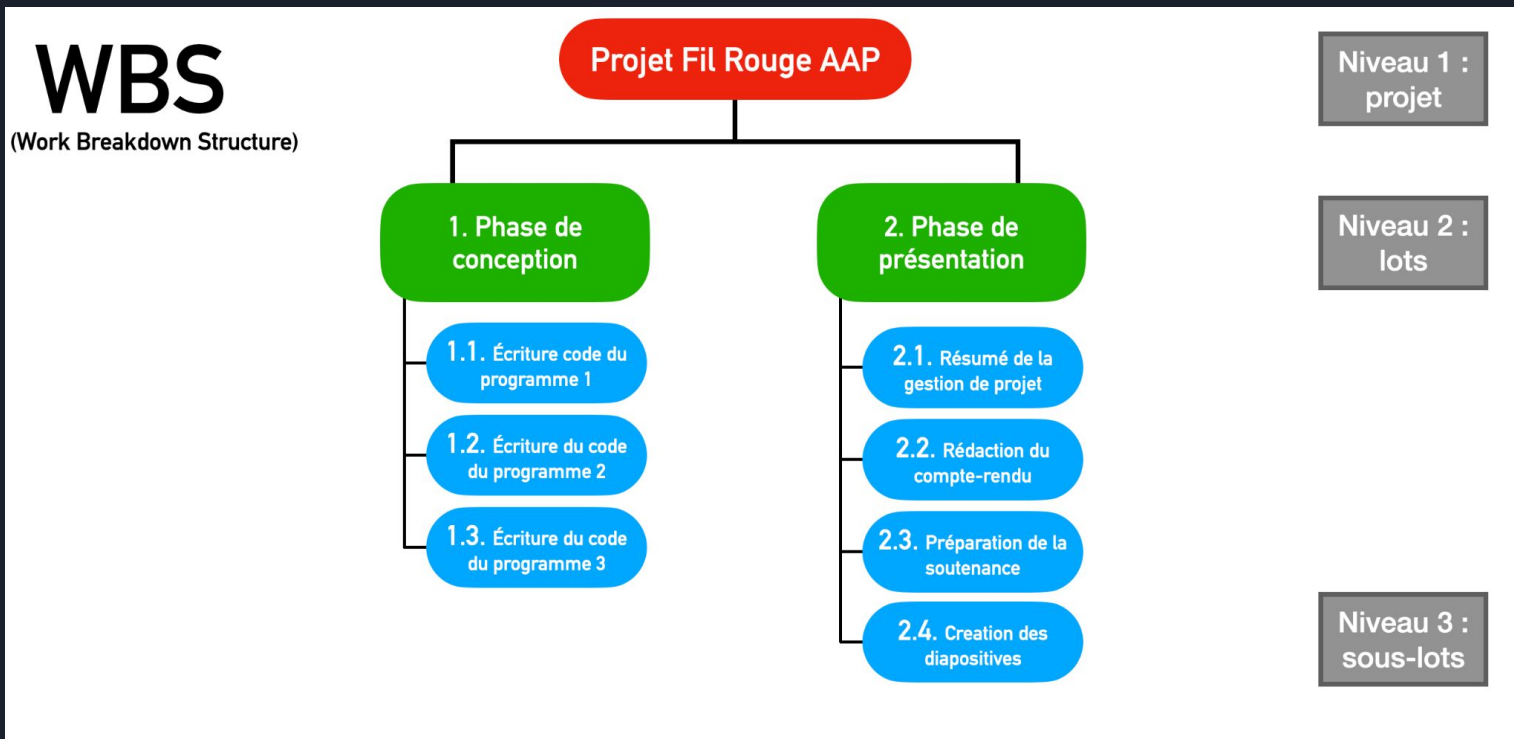 WBS
(Work Breakdown Structure)
Projet Fil Rouge AAP
Niveau 1 :
projet
1. Phase de
conception
2. Phase de
présentation
Niveau 2 :
lots
1.1. Écriture code du
programme 1
1.2. Écriture du code
du programme 2
1.3. Écriture du code
du programme 3
2.1. Résumé de la
gestion de projet
2.2. Rédaction du
compte-rendu
2.3. Préparation de la
soutenance
2.4. Creation des
diapositives
Niveau 3 :
sous-lots